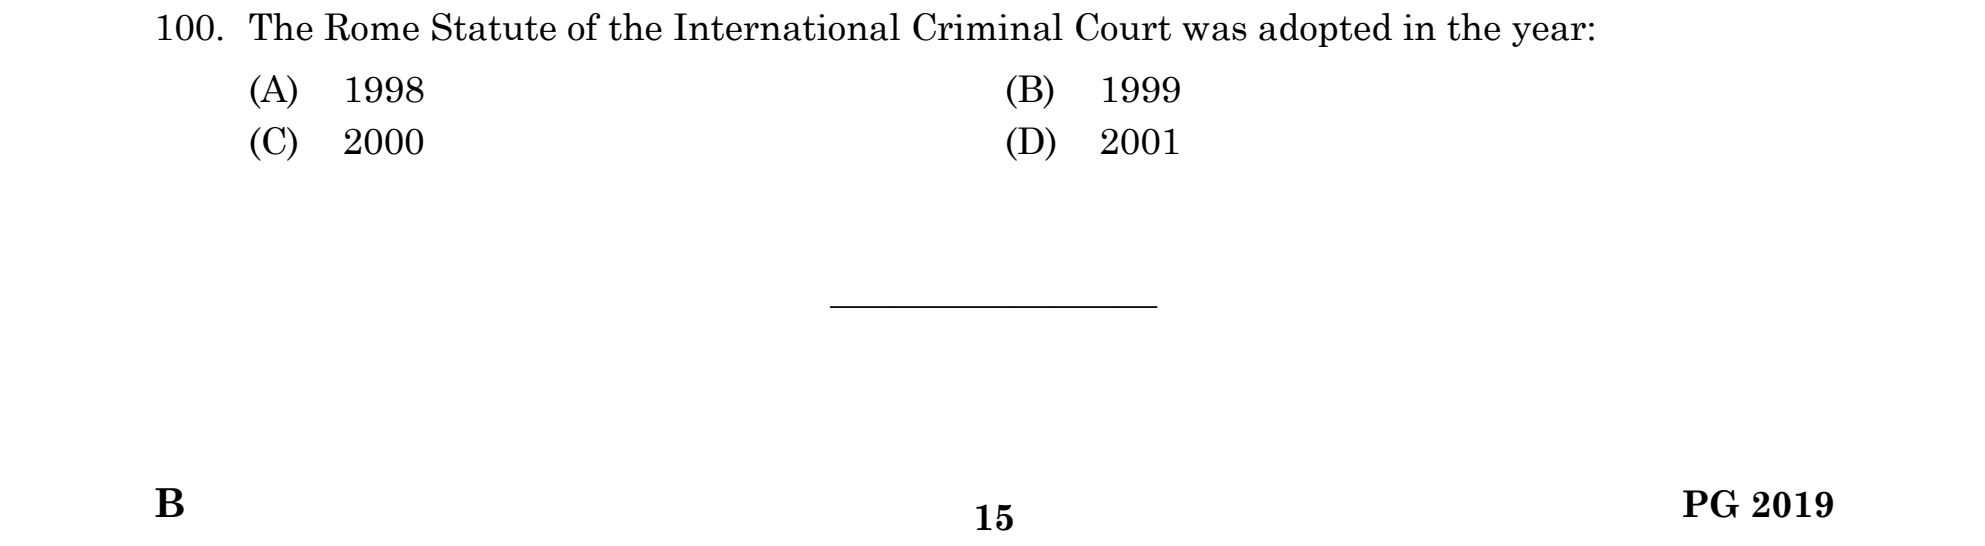 100. The Rome Statute of the International Criminal Court was adopted in the year:
(A) 1998 (B) 1999
(C) 2000 (D) 2001
B 15 PG 2019